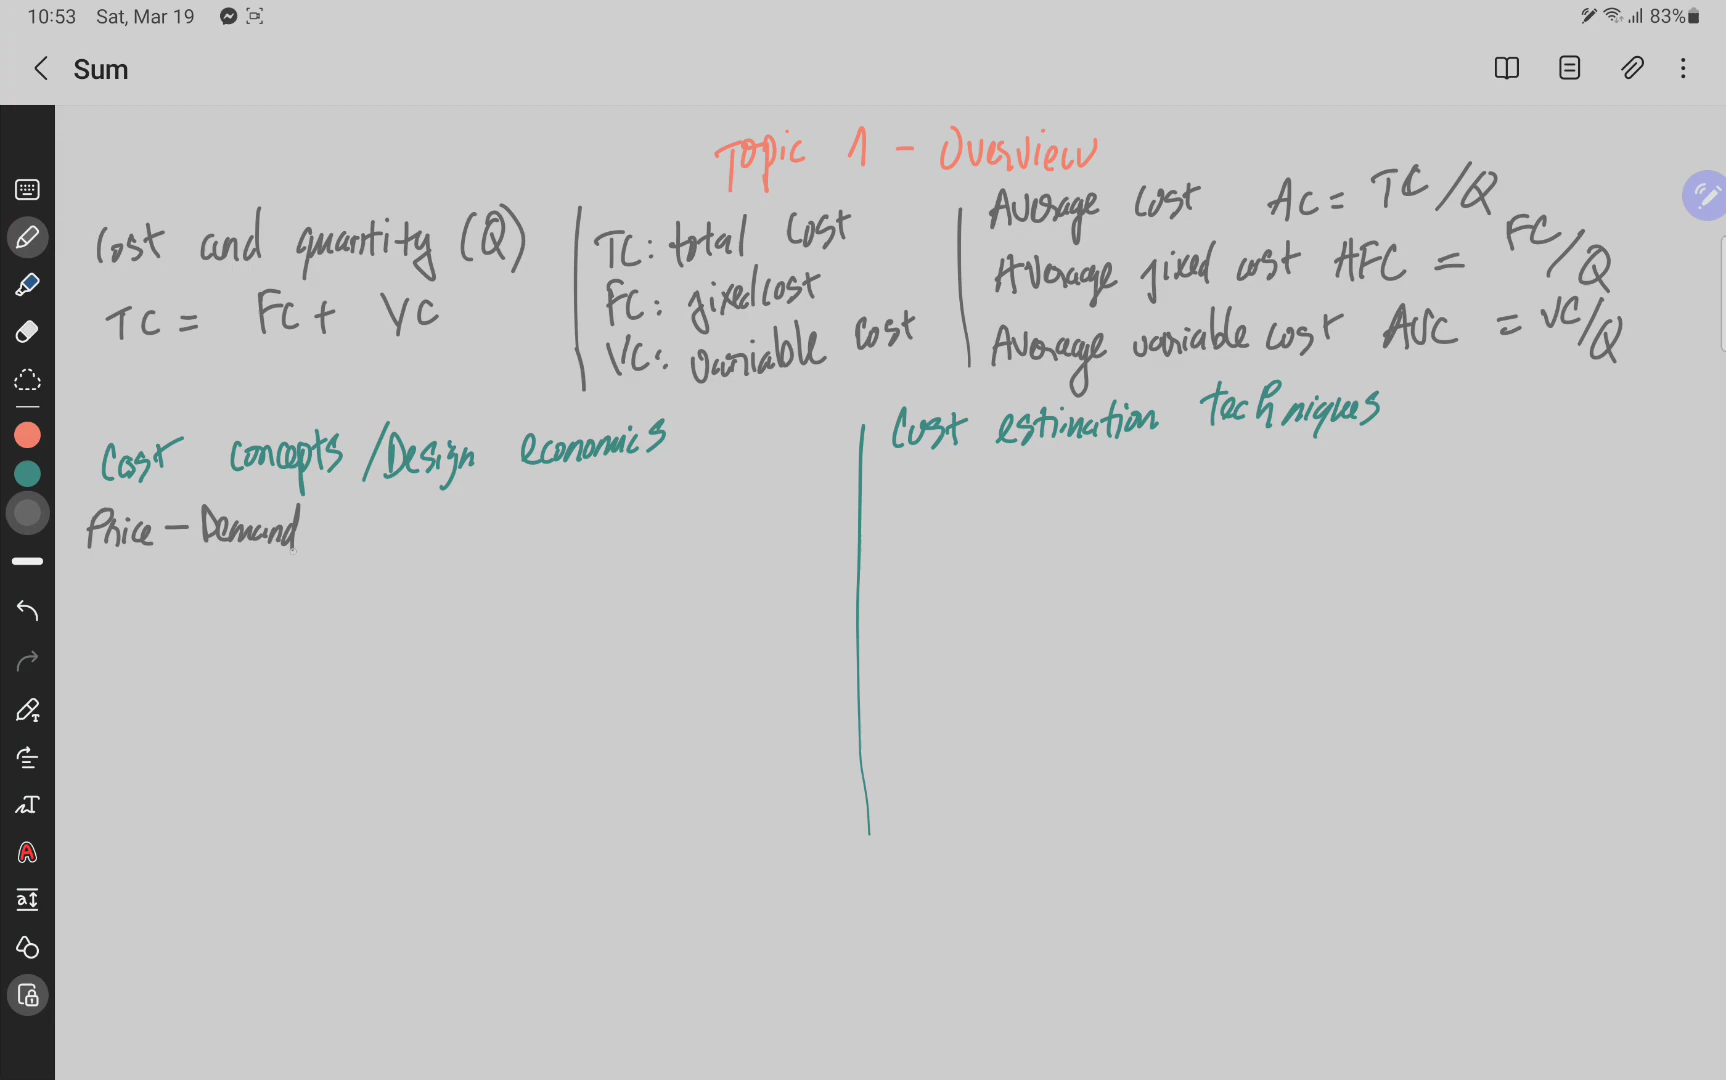 10:53 Sat, Mar 19
83%
Sum
Topic 1 - Overview
Cost and quantity (Q)
TC = FC + VC
TC: total cost
FC: fixed cost
VC: variable cost
Average cost AC = TC/Q
Average fixed cost AFC = FC/Q
Average variable cost AVC = VC/Q
Cost concepts/Design economics
Price - Demand
Cost estimation techniques